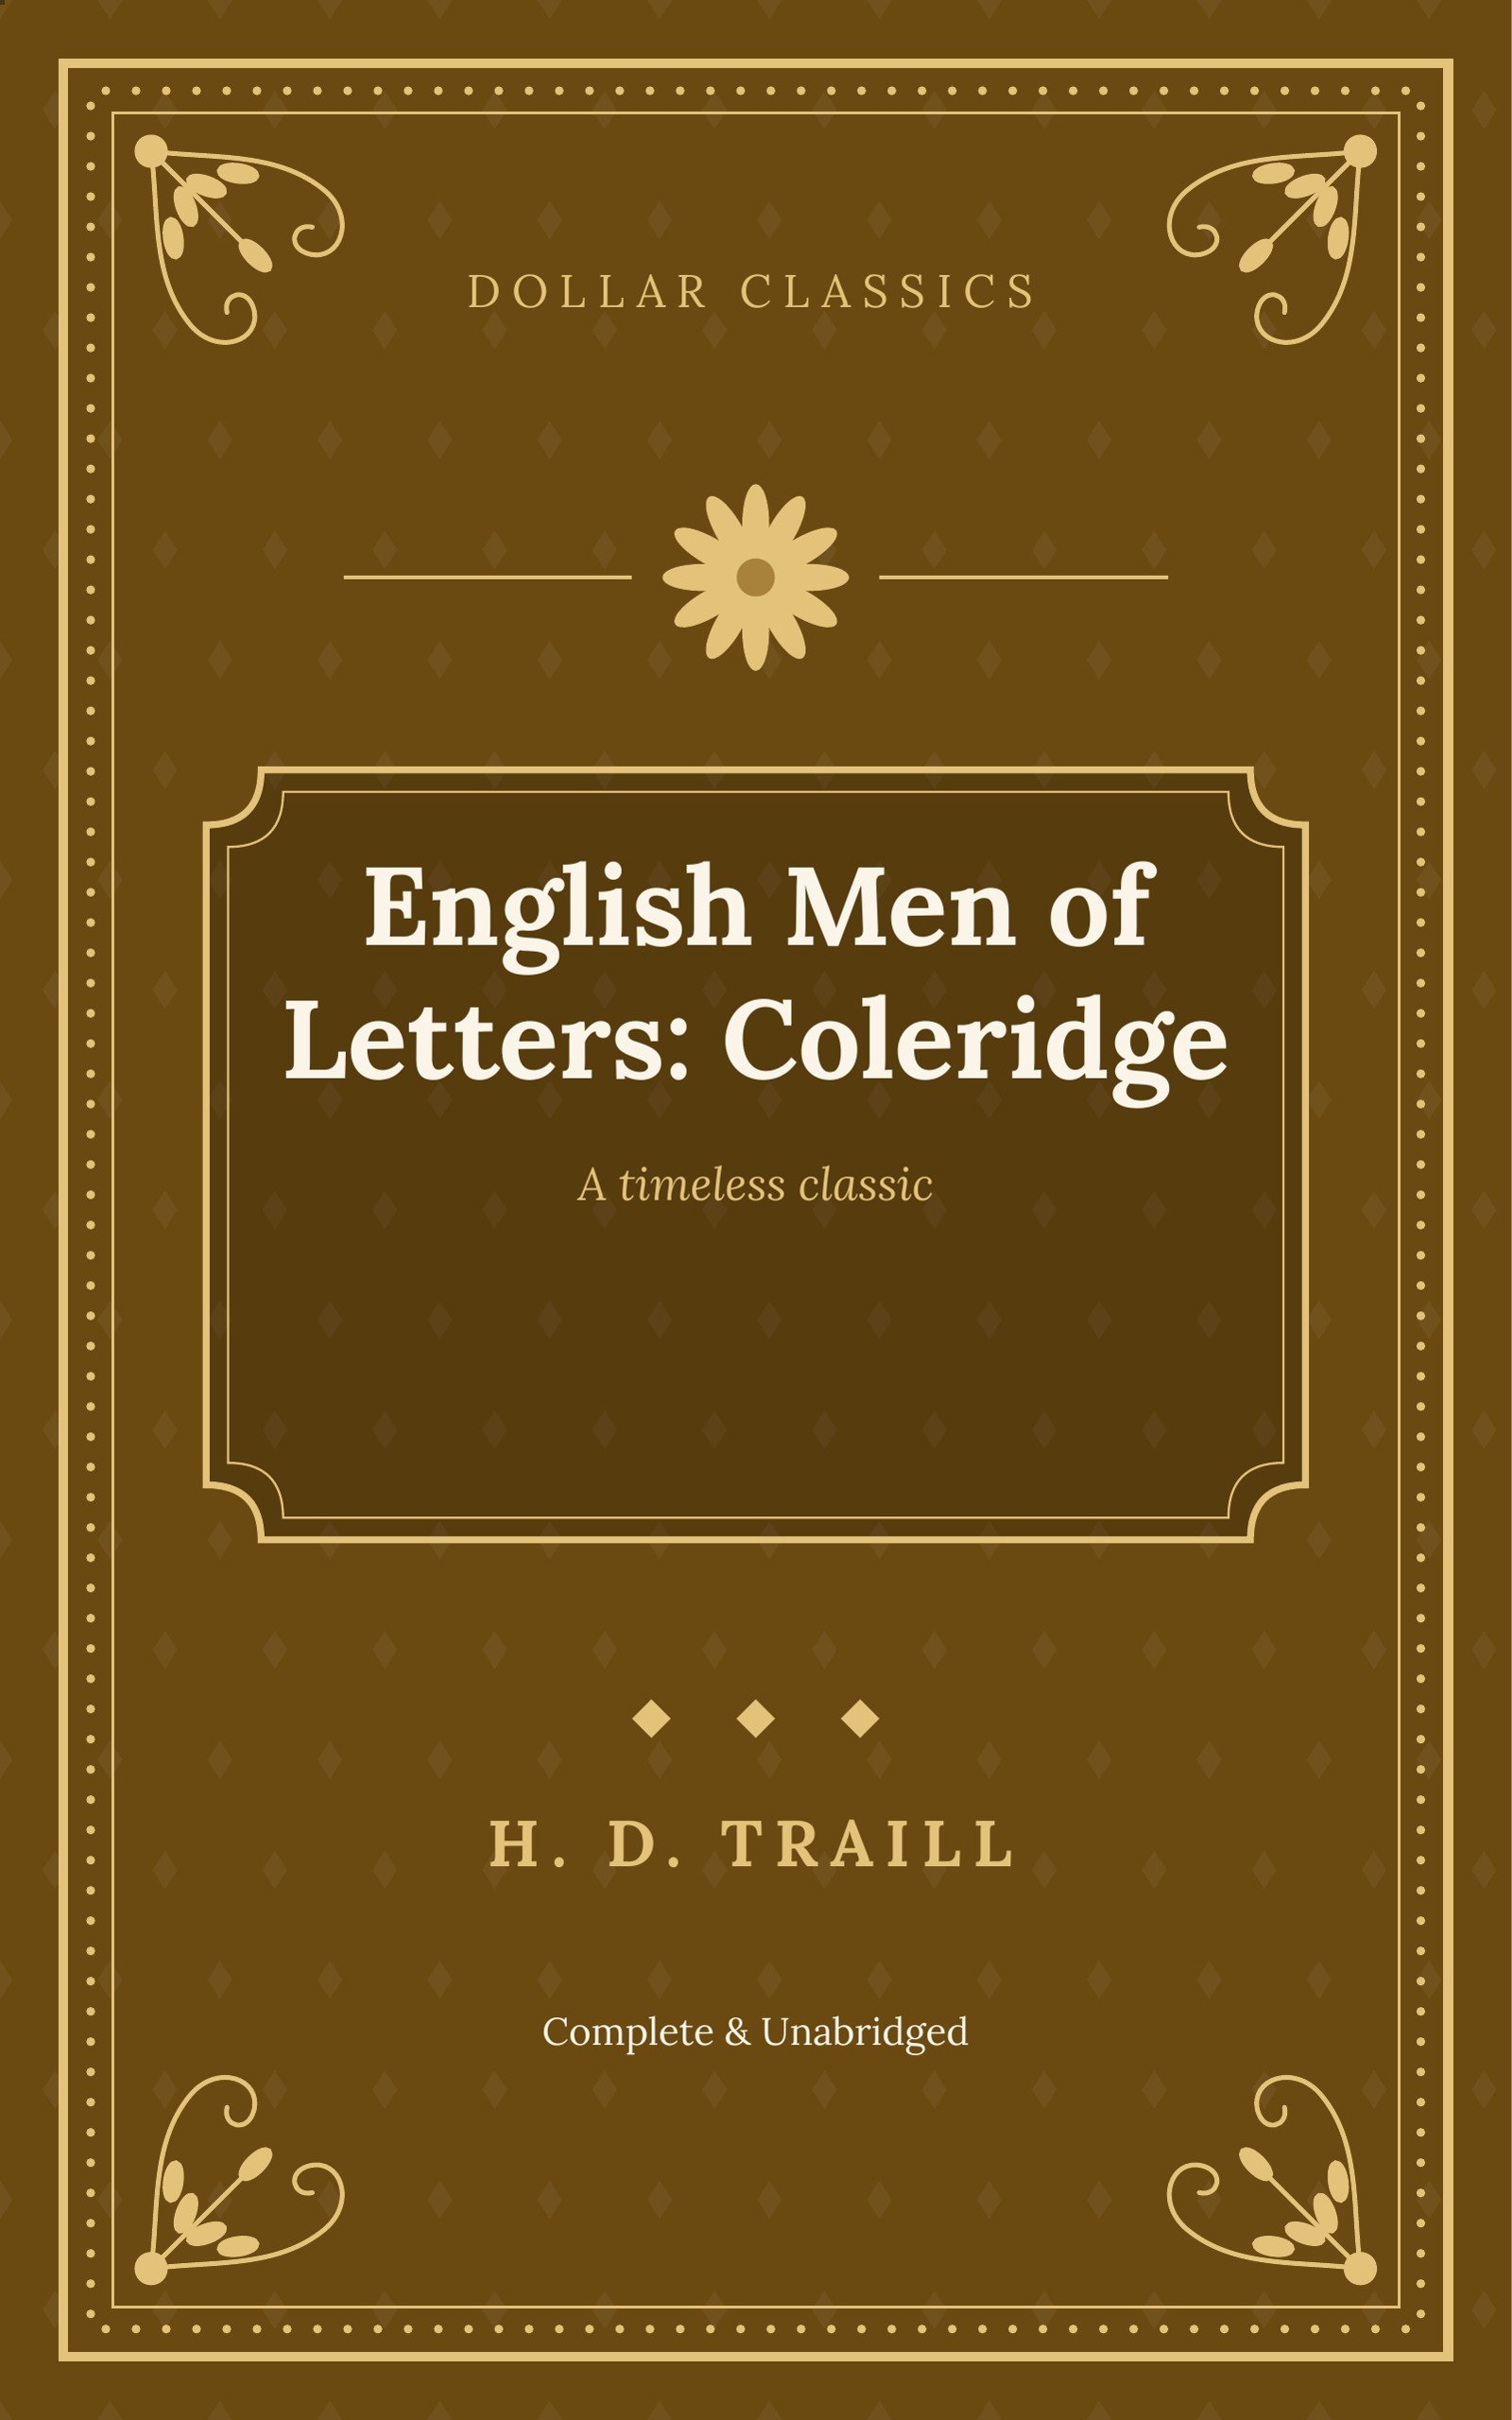 DOLLAR CLASSICS
English Men of
Letters: Coleridge
A timeless classic
H. D. TRAILL
Complete & Unabridged